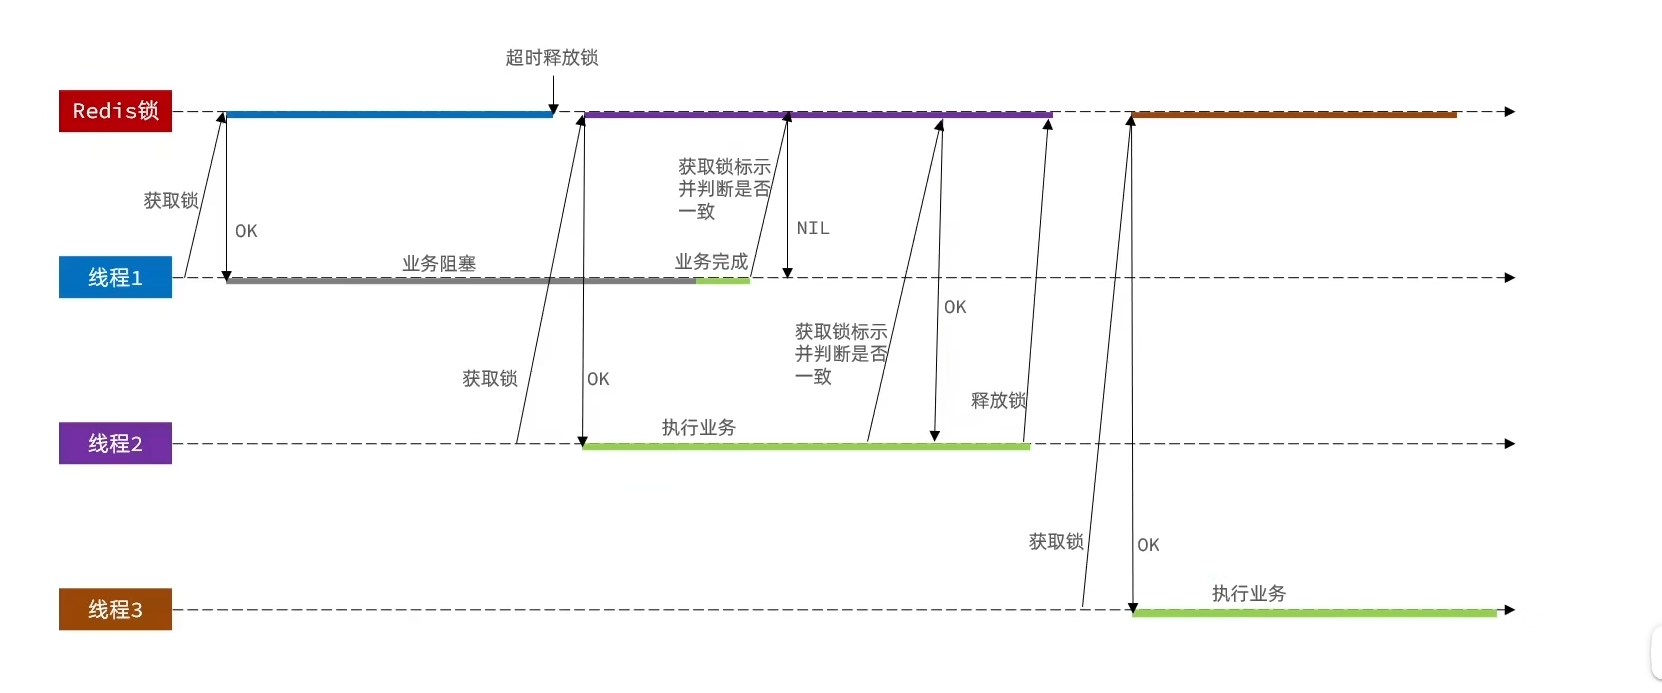 超时释放锁
Redis锁
获取锁标示
并判断是否
一致
获取锁
OK
NIL
业务阻塞
业务完成
线程1
OK
获取锁标示
并判断是否
一致
获取锁
OK
释放锁
执行业务
线程2
获取锁
OK
执行业务
线程3